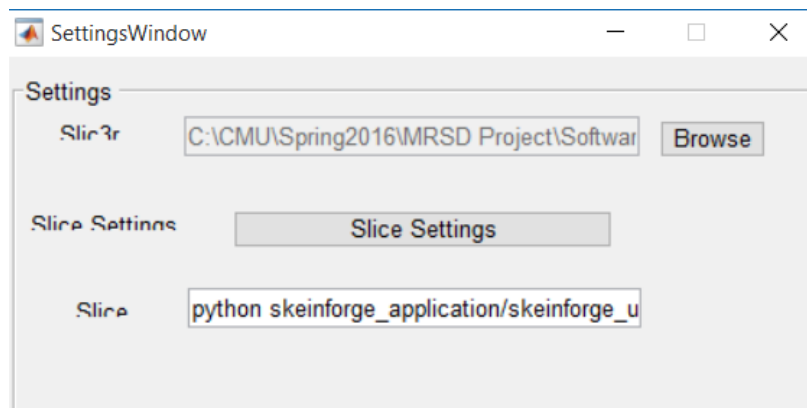 SettingsWindow
Settings
Slic3r C:\CMU\Spring2016\MRSD Project\Softwar Browse
Slice Settings Slice Settings
Slice python skeinforge_application/skeinforge_u